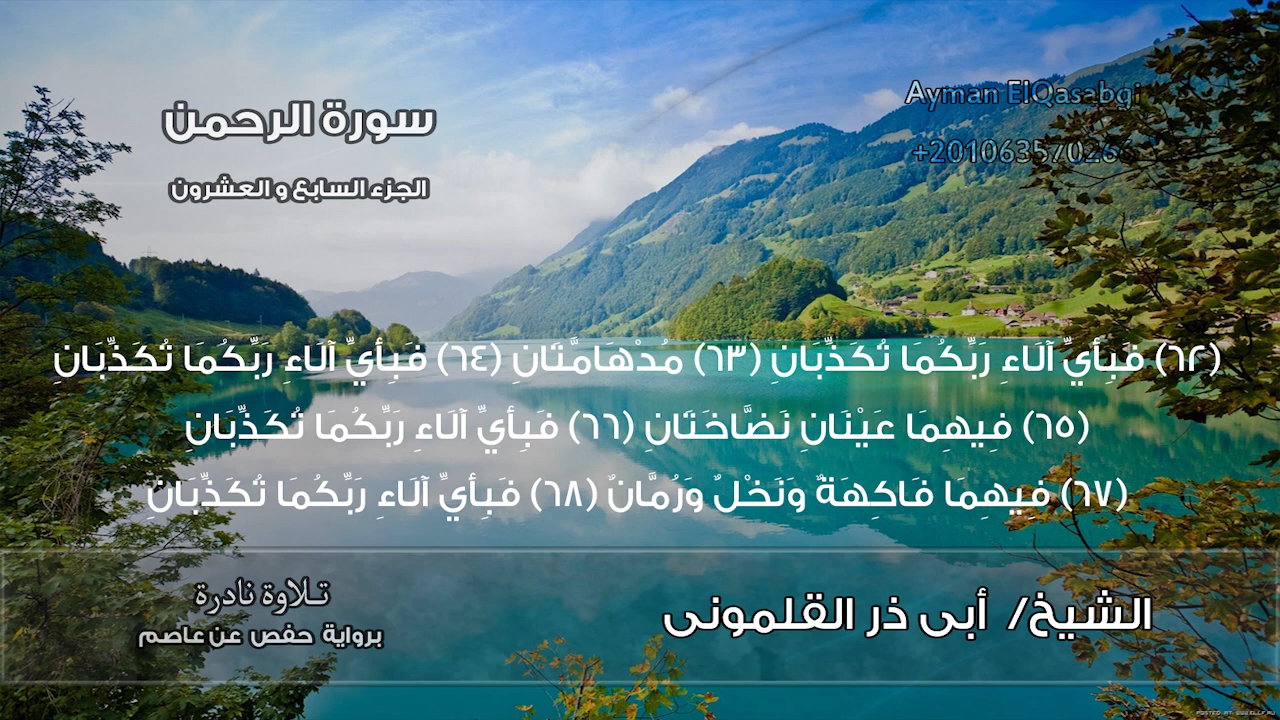 سورة الرحمن
الجزء السابع و العشرون
Ayman ElQasabgi
+201063570266
(٦٢) فَبِأَيِّ آلَاءِ رَبِّكُمَا تُكَذِّبَانِ (٦٣) مُدْهَامَّتَانِ (٦٤) فَبِأَيِّ آلَاءِ رَبِّكُمَا تُكَذِّبَانِ
(٦٥) فِيهِمَا عَيْنَانِ نَضَّاخَتَانِ (٦٦) فَبِأَيِّ آلَاءِ رَبِّكُمَا تُكَذِّبَانِ
(٦٧) فِيهِمَا فَاكِهَةٌ وَنَخْلٌ وَرُمَّانٌ (٦٨) فَبِأَيِّ آلَاءِ رَبِّكُمَا تُكَذِّبَانِ
الشيخ/ أبى ذر القلمونى
تلاوة نادرة
برواية حفص عن عاصم